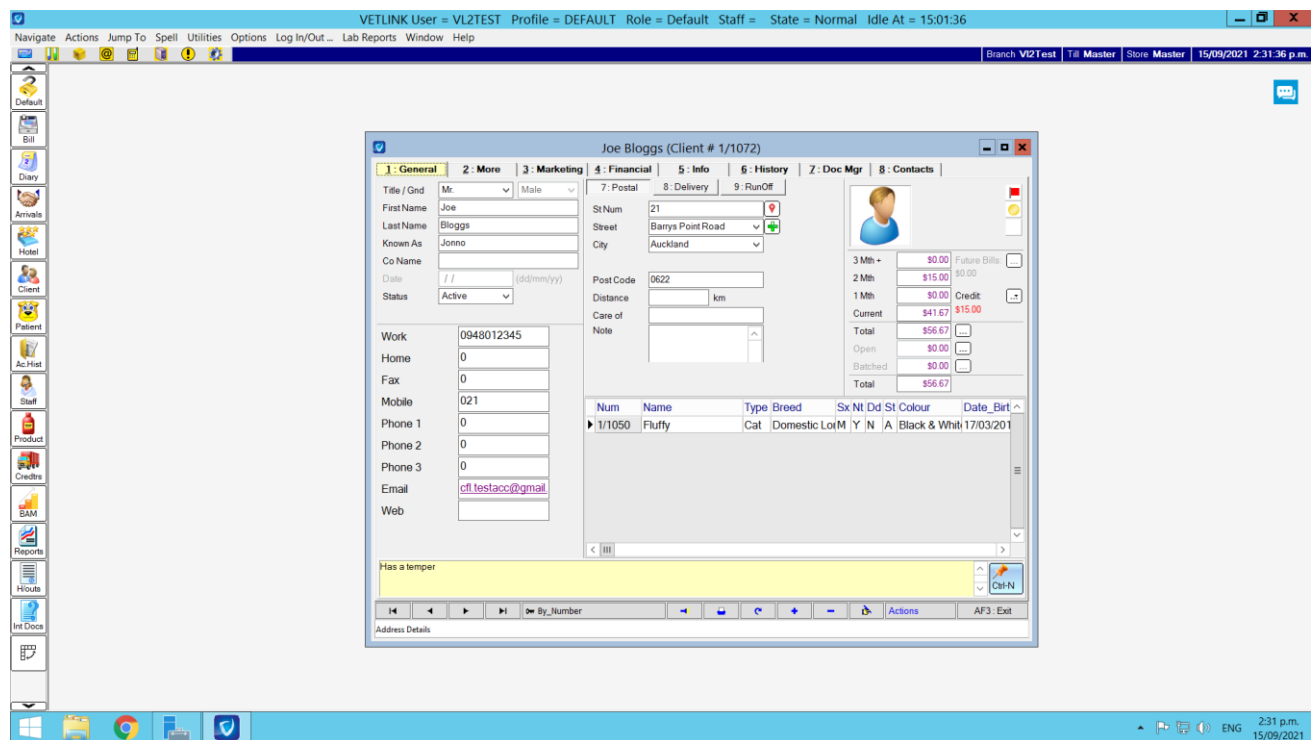 VETLINK User = VL2TEST Profile = DEFAULT Role = Default Staff = State = Normal Idle At = 15:01:36
Navigate Actions Jump To Spell Utilities Options Log In/Out ... Lab Reports Window Help
Branch Vl2Test Till Master Store Master 15/09/2021 2:31:36 p.m.
Default
Bill
Diary
Arrivals
Hotel
Client
Patient
Ac.Hist
Staff
Product
Credtrs
BAM
Reports
H/outs
Int Docs
Joe Bloggs (Client # 1/1072)
1 : General 2 : More 3 : Marketing 4 : Financial 5 : Info 6 : History 7 : Doc Mgr 8 : Contacts
Title / Gnd Mr. Male
First Name Joe
Last Name Bloggs
Known As Jonno
Co Name
Date / / (dd/mm/yy)
Status Active
Work 0948012345
Home 0
Fax 0
Mobile 021
Phone 1 0
Phone 2 0
Phone 3 0
Email cfl.testacc@gmail.
Web
7 : Postal 8 : Delivery 9 : RunOff
St Num 21
Street Barrys Point Road
City Auckland
Post Code 0622
Distance km
Care of
Note
3 Mth + $0.00 Future Bills: ...
2 Mth $15.00 $0.00
1 Mth $0.00 Credit:
Current $41.67 $15.00
Total $56.67 ...
Open $0.00 ...
Batched $0.00 ...
Total $56.67
Num Name Type Breed Sx Nt Dd St Colour Date_Birt
1/1050 Fluffy Cat Domestic Lor M Y N A Black & Whit 17/03/201
Has a temper
Ctrl-N
By_Number Actions AF3 : Exit
Address Details
ENG 2:31 p.m.
15/09/2021